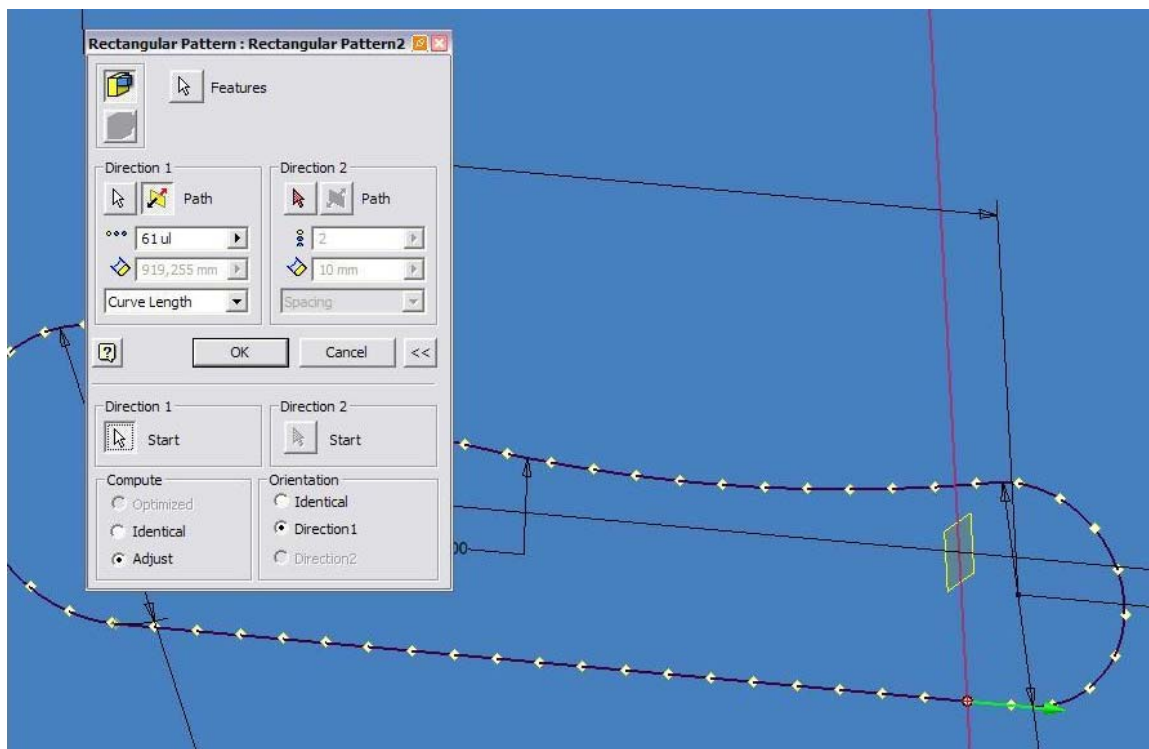 Rectangular Pattern : Rectangular Pattern2
Features
Direction 1
Direction 2
Path
Path
61 ul
2
919,255 mm
10 mm
Curve Length
Spacing
OK
Cancel
<<
Direction 1
Direction 2
Start
Start
Compute
Orientation
Optimized
Identical
Identical
Direction1
Adjust
Direction2
00